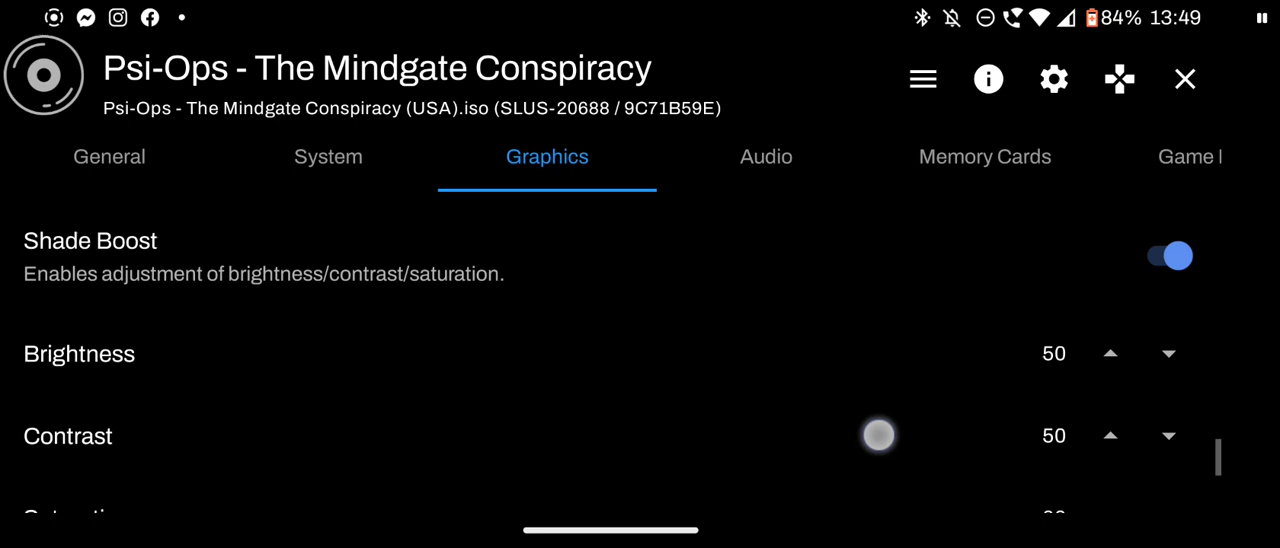 84% 13:49
Psi-Ops - The Mindgate Conspiracy
Psi-Ops - The Mindgate Conspiracy (USA).iso (SLUS-20688 / 9C71B59E)
General System Graphics Audio Memory Cards Game
Shade Boost
Enables adjustment of brightness/contrast/saturation.
Brightness 50
Contrast 50